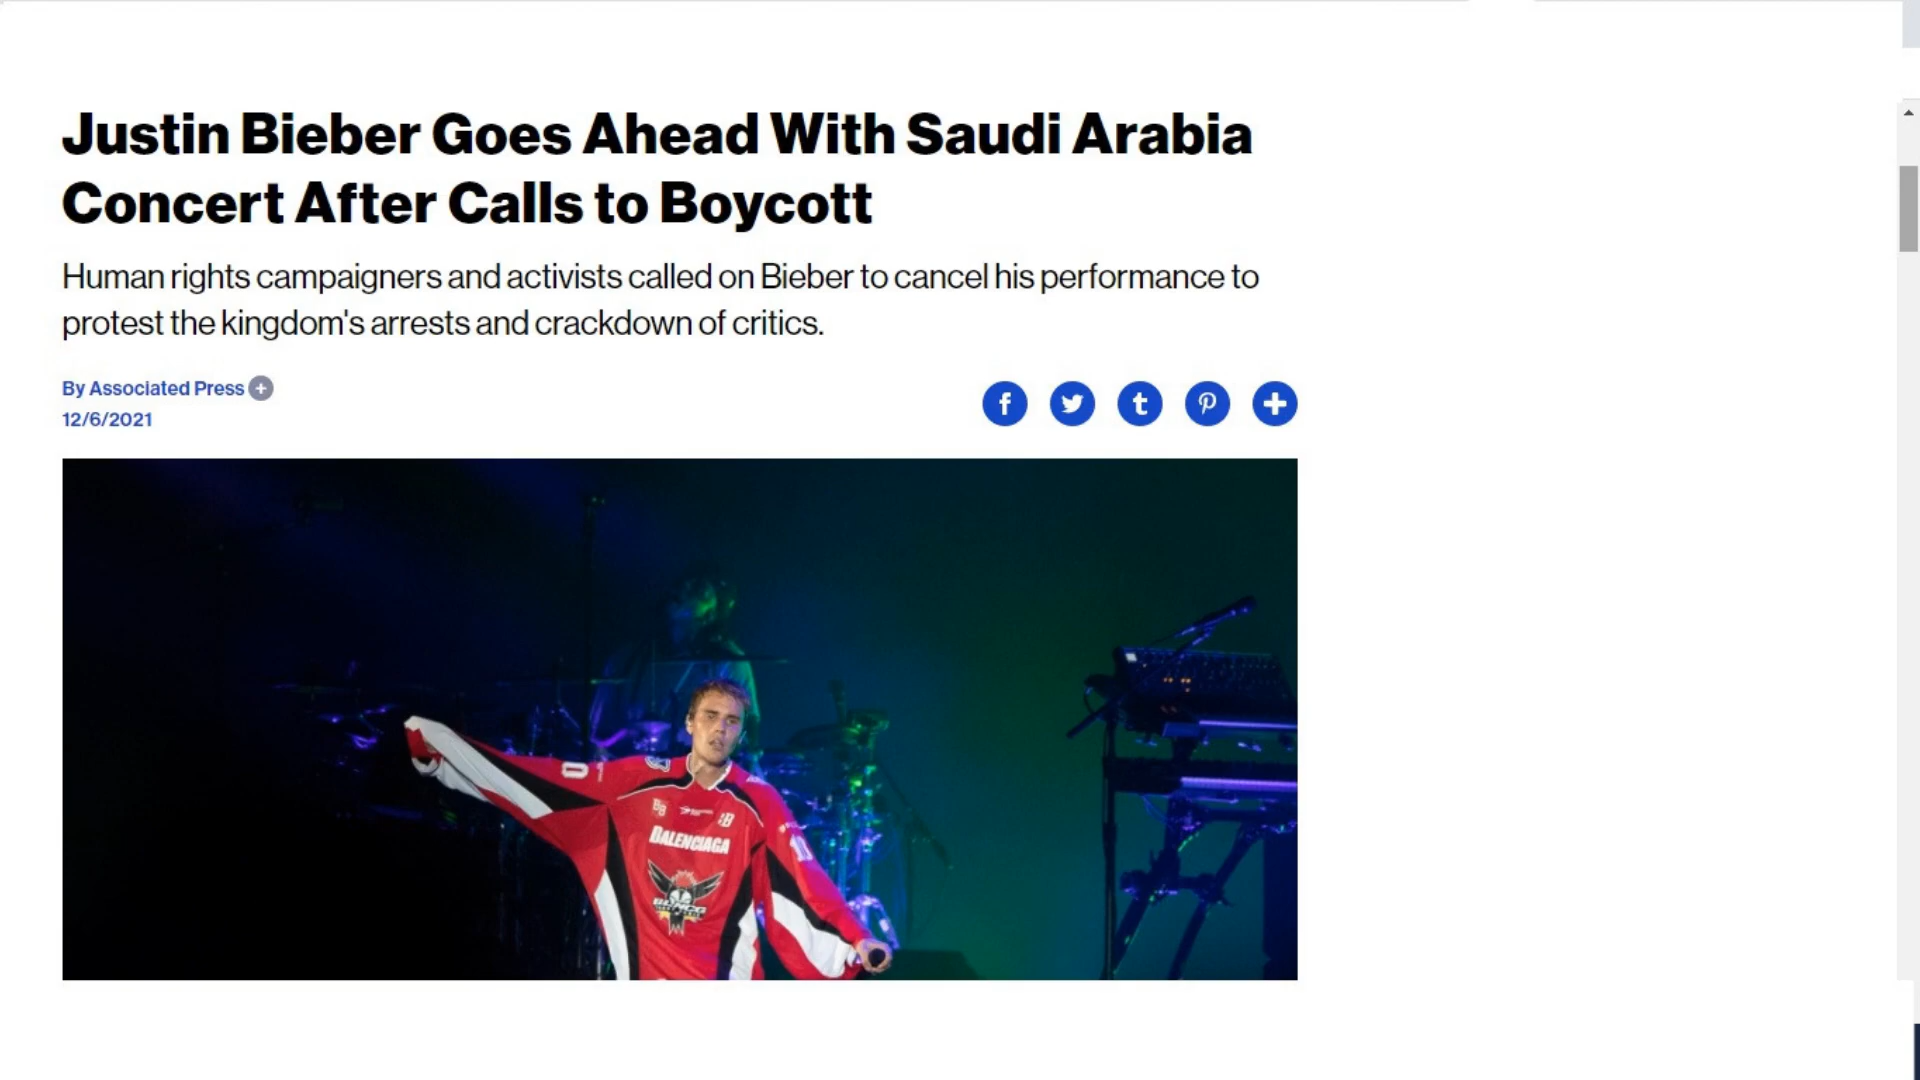 Justin Bieber Goes Ahead With Saudi Arabia
Concert After Calls to Boycott
Human rights campaigners and activists called on Bieber to cancel his performance to
protest the kingdom's arrests and crackdown of critics.
By Associated Press
12/6/2021
BALENCIAGA